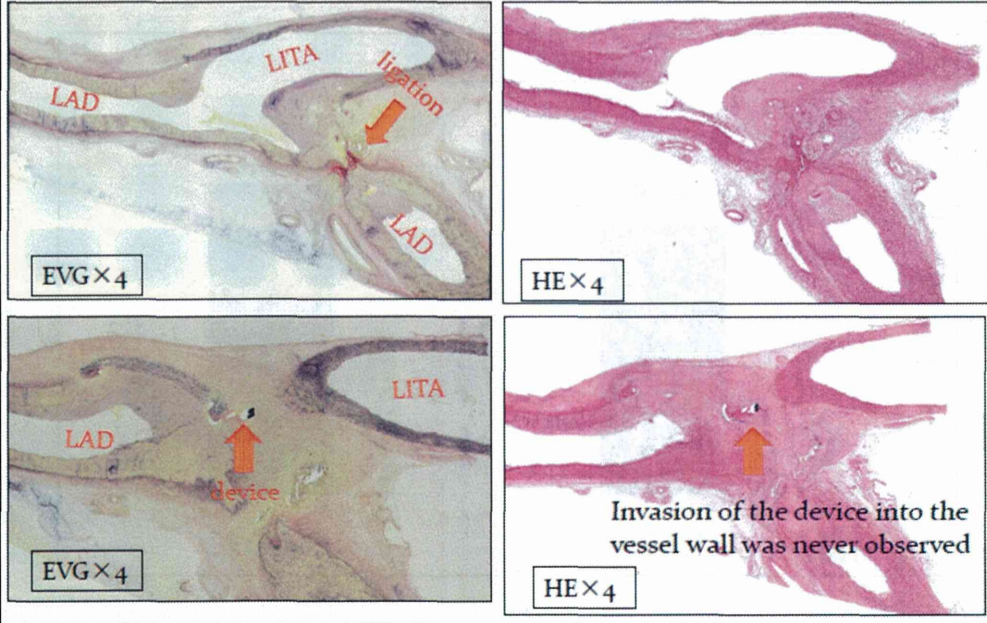 LITA
ligation
LAD
LAD
EVG×4
HE×4
LITA
LAD
device
EVG×4
Invasion of the device into the
vessel wall was never observed
HE×4